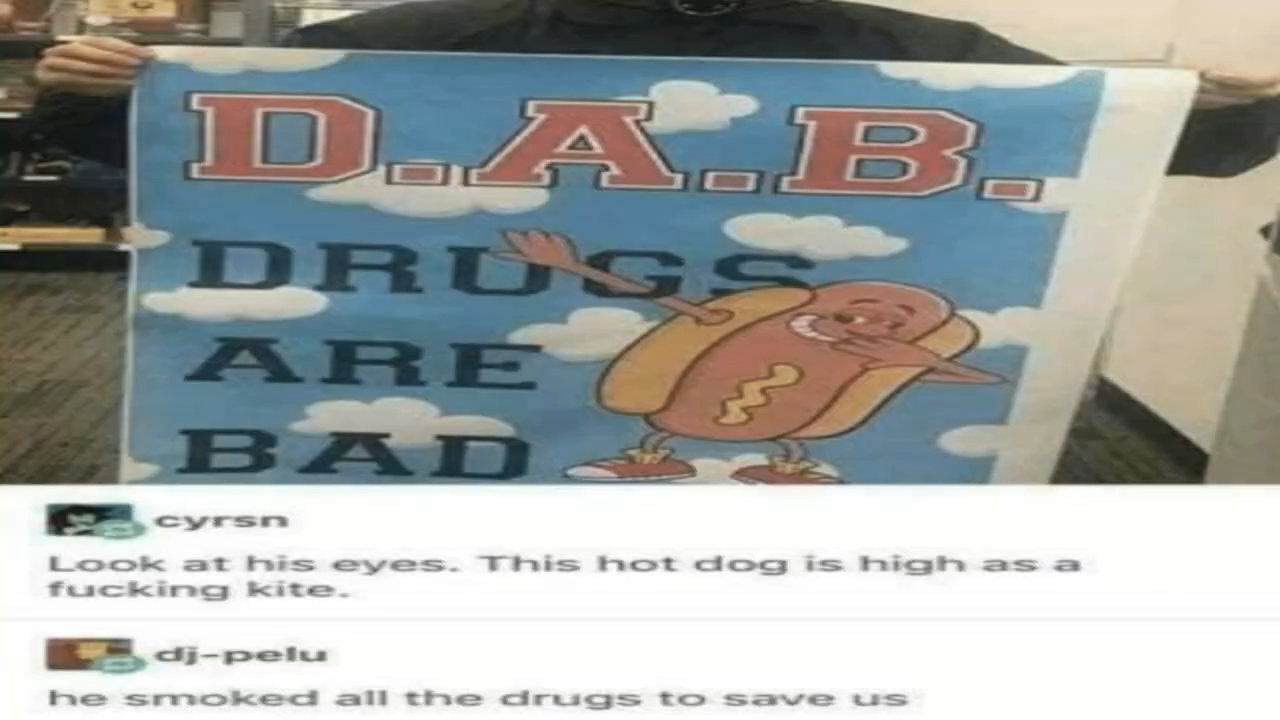 D.A.B.
DRUGS
ARE
BAD
cyrsn
Look at his eyes. This hot dog is high as a
fucking kite.
dj-pelu
he smoked all the drugs to save us